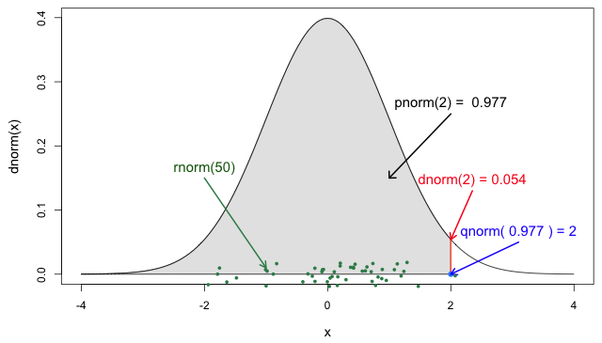 0.4
0.3
0.2
0.1
0.0
dnorm(x)
pnorm(2) = 0.977
rnorm(50)
dnorm(2) = 0.054
qnorm( 0.977 ) = 2
-4
-2
0
2
4
x